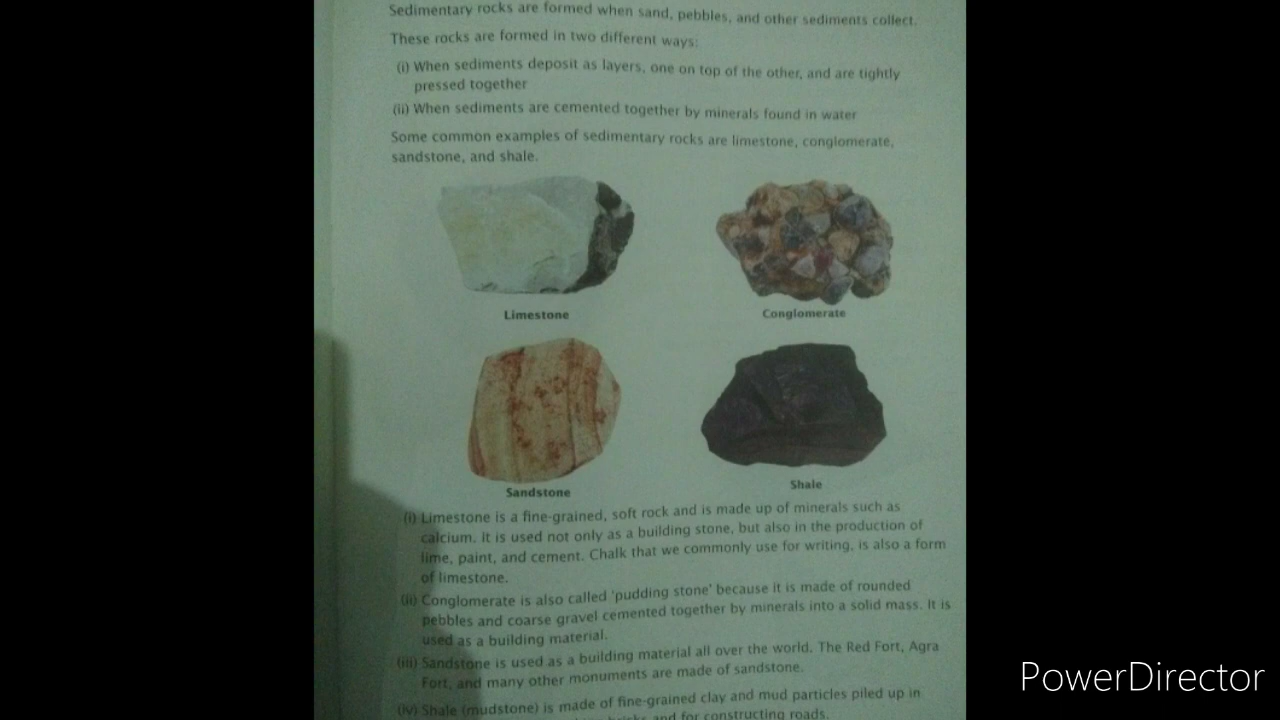 Sedimentary rocks are formed when sand, pebbles, and other sediments collect.
These rocks are formed in two different ways:
(i) When sediments deposit as layers, one on top of the other, and are tightly
pressed together
(ii) When sediments are cemented together by minerals found in water
Some common examples of sedimentary rocks are limestone, conglomerate,
sandstone, and shale.
Limestone
Conglomerate
Sandstone
Shale
(i) Limestone is a fine-grained, soft rock and is made up of minerals such as
calcium. It is used not only as a building stone, but also in the production of
lime, paint, and cement. Chalk that we commonly use for writing, is also a form
of limestone.
(ii) Conglomerate is also called 'pudding stone' because it is made of rounded
pebbles and coarse gravel cemented together by minerals into a solid mass. It is
used as a building material.
(iii) Sandstone is used as a building material all over the world. The Red Fort, Agra
Fort, and many other monuments are made of sandstone.
(iv) Shale (mudstone) is made of fine-grained clay and mud particles piled up in
bricks and for constructing roads.
PowerDirector